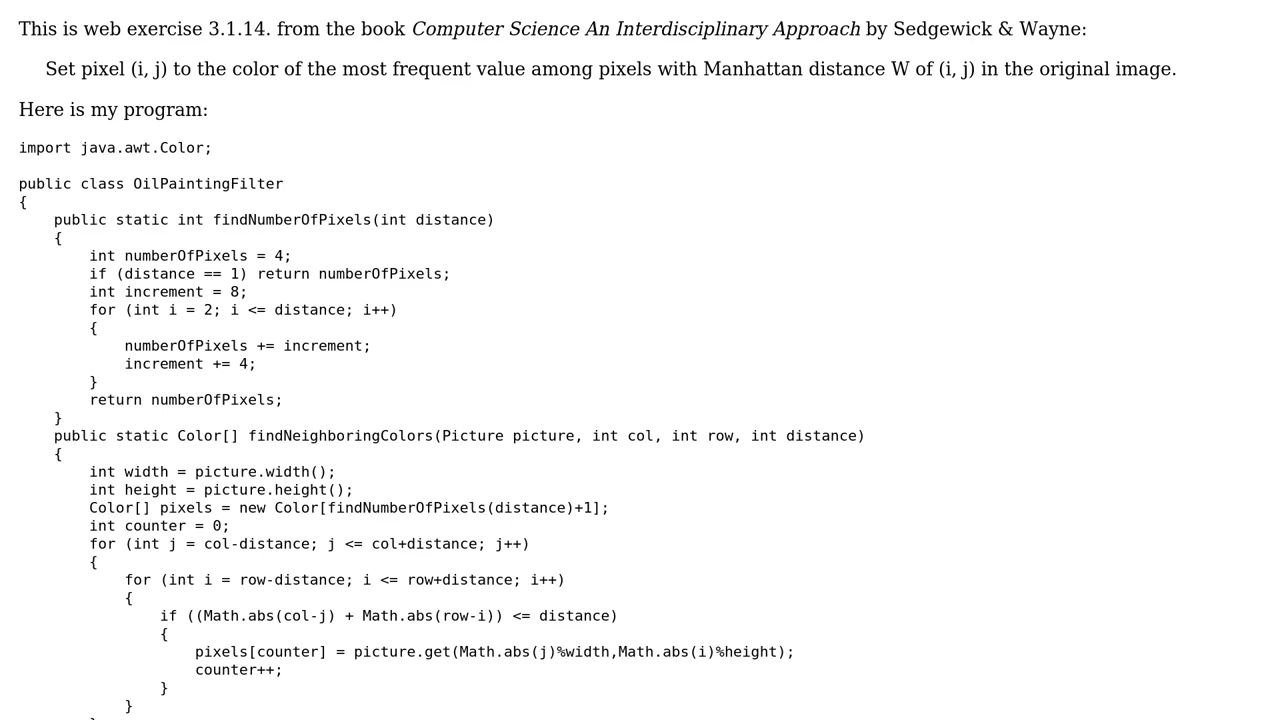 This is web exercise 3.1.14. from the book Computer Science An Interdisciplinary Approach by Sedgewick & Wayne:
Set pixel (i, j) to the color of the most frequent value among pixels with Manhattan distance W of (i, j) in the original image.
Here is my program:
import java.awt.Color;

public class OilPaintingFilter
{
    public static int findNumberOfPixels(int distance)
    {
        int numberOfPixels = 4;
        if (distance == 1) return numberOfPixels;
        int increment = 8;
        for (int i = 2; i <= distance; i++)
        {
            numberOfPixels += increment;
            increment += 4;
        }
        return numberOfPixels;
    }
    public static Color[] findNeighboringColors(Picture picture, int col, int row, int distance)
    {
        int width = picture.width();
        int height = picture.height();
        Color[] pixels = new Color[findNumberOfPixels(distance)+1];
        int counter = 0;
        for (int j = col-distance; j <= col+distance; j++)
        {
            for (int i = row-distance; i <= row+distance; i++)
            {
                if ((Math.abs(col-j) + Math.abs(row-i)) <= distance)
                {
                    pixels[counter] = picture.get(Math.abs(j)%width,Math.abs(i)%height);
                    counter++;
                }
            }